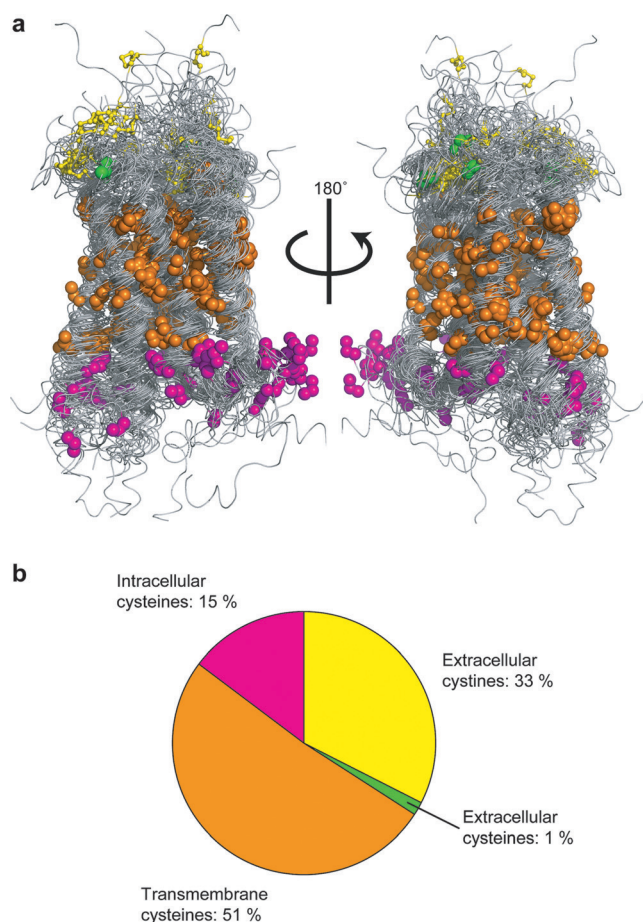 a
180°
b
Intracellular
cysteines: 15 %
Extracellular
cystines: 33 %
Extracellular
cysteines: 1 %
Transmembrane
cysteines: 51 %